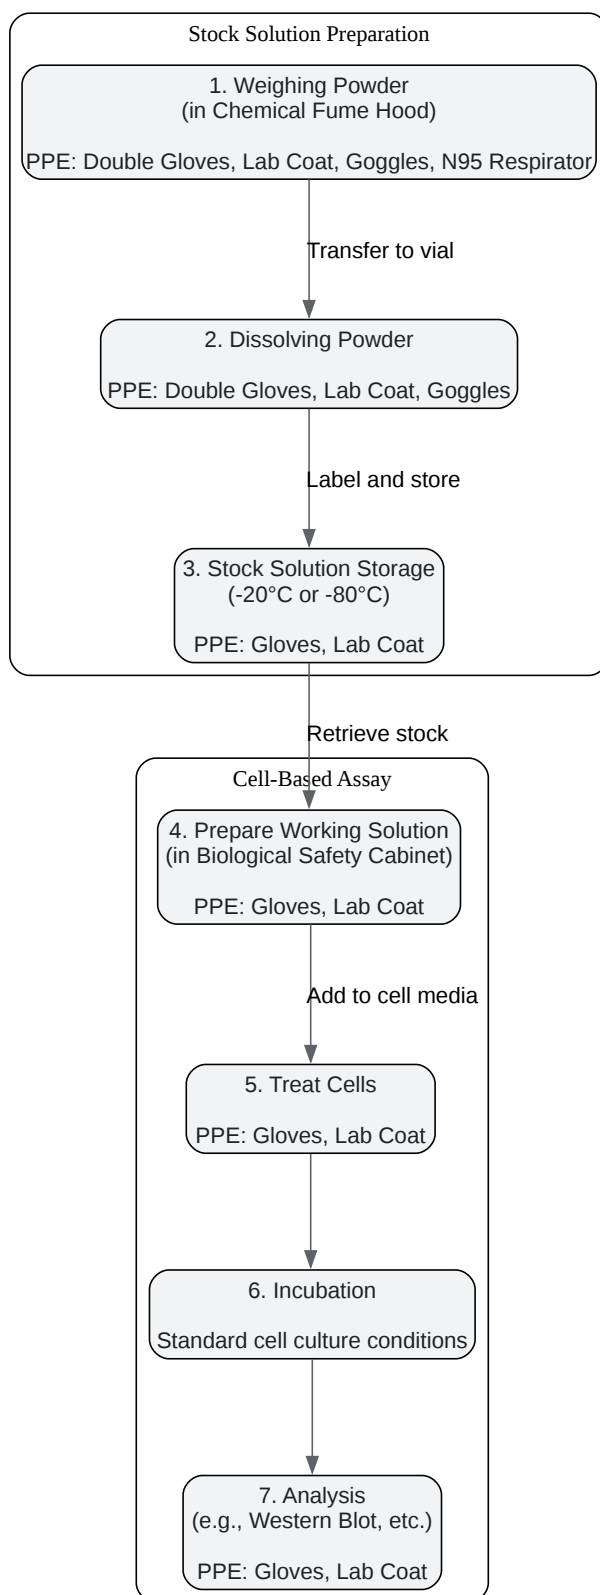 Stock Solution Preparation
1. Weighing Powder
(in Chemical Fume Hood)
PPE: Double Gloves, Lab Coat, Goggles, N95 Respirator
Transfer to vial
2. Dissolving Powder
PPE: Double Gloves, Lab Coat, Goggles
Label and store
3. Stock Solution Storage
(-20°C or -80°C)
PPE: Gloves, Lab Coat
Retrieve stock
Cell-Based Assay
4. Prepare Working Solution
(in Biological Safety Cabinet)
PPE: Gloves, Lab Coat
Add to cell media
5. Treat Cells
PPE: Gloves, Lab Coat
6. Incubation
Standard cell culture conditions
7. Analysis
(e.g., Western Blot, etc.)
PPE: Gloves, Lab Coat